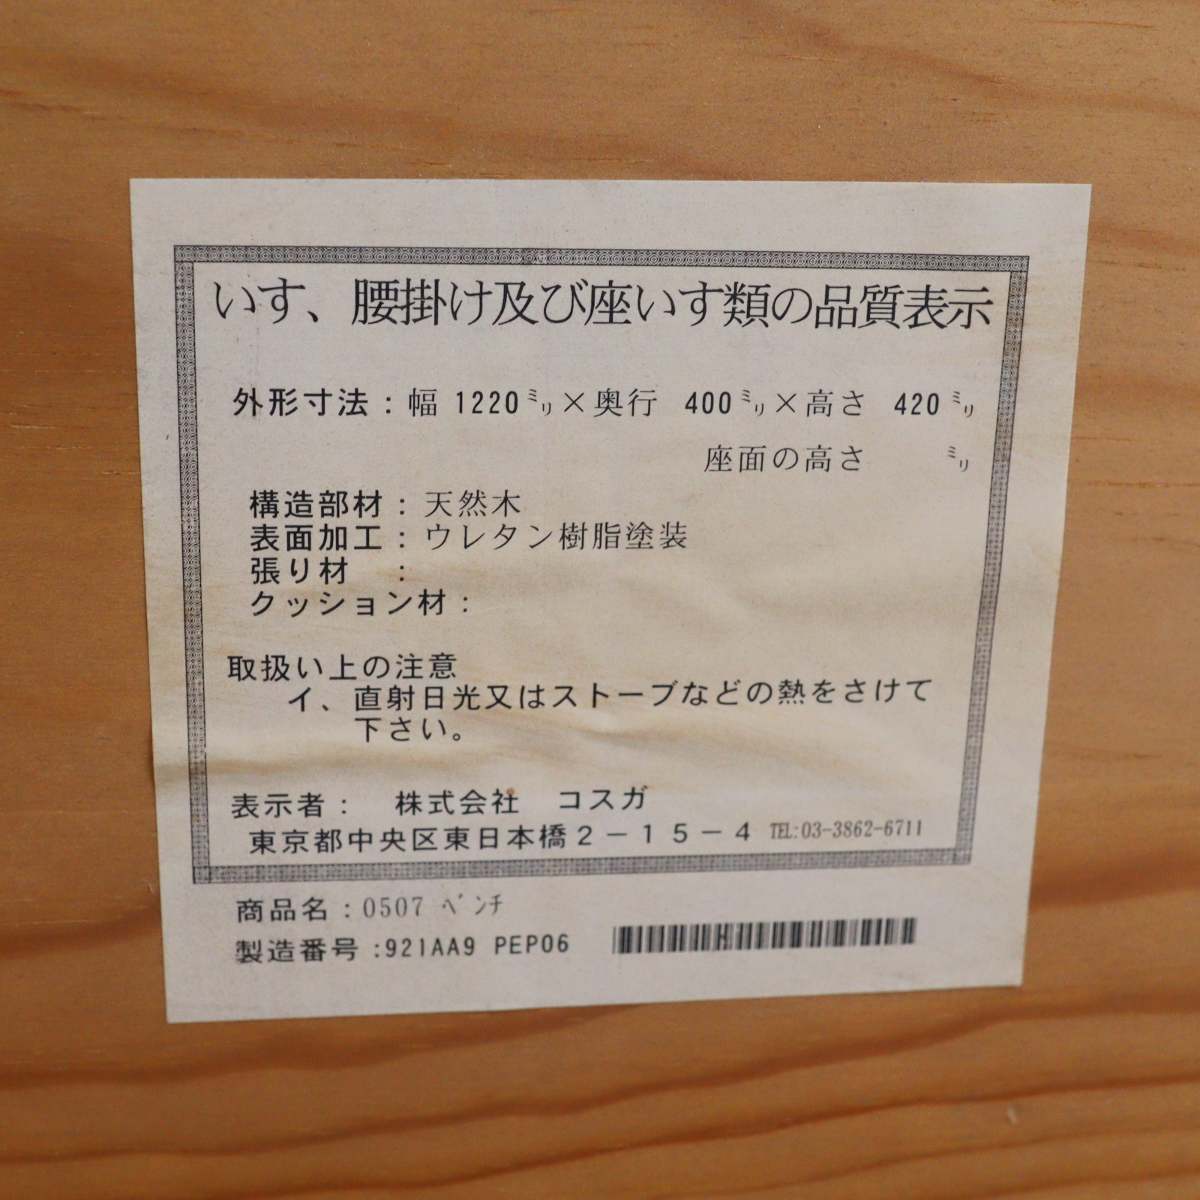 いす、腰掛け及び座いす類の品質表示
外形寸法：幅 1220㍉×奥行 400㍉×高さ 420㍉
座面の高さ ㍉
構造部材：天然木
表面加工：ウレタン樹脂塗装
張り材 ：
クッション材：
取扱い上の注意
イ、直射日光又はストーブなどの熱をさけて
下さい。
表示者： 株式会社 コスガ
東京都中央区東日本橋２－１５－４ TEL:03-3862-6711
商品名：0507 ﾍﾞﾝﾁ
製造番号：921AA9 PEP06